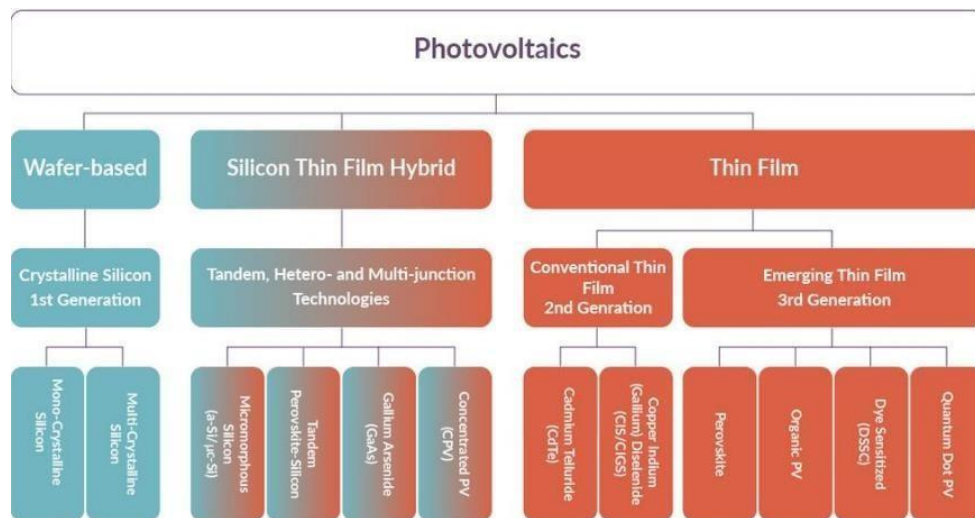 Photovoltaics
Wafer-based
Silicon Thin Film Hybrid
Thin Film
Crystalline Silicon
1st Generation
Tandem, Hetero- and Multi-junction
Technologies
Conventional Thin
Film
2nd Genration
Emerging Thin Film
3rd Generation
Mono-Crystalline
Silicon
Multi-Crystalline
Silicon
Micromorphous
Silicon
(a-Si/µc-Si)
Tandem
Perovskite-Silicon
Gallium Arsenide
(GaAs)
Concentrated PV
(CPV)
Cadmium Telluride
(CdTe)
Copper Indium
(Gallium) Diselenide
(CIS/CIGS)
Perovskite
Organic PV
Dye Sensitized
(DSSC)
Quantum Dot PV